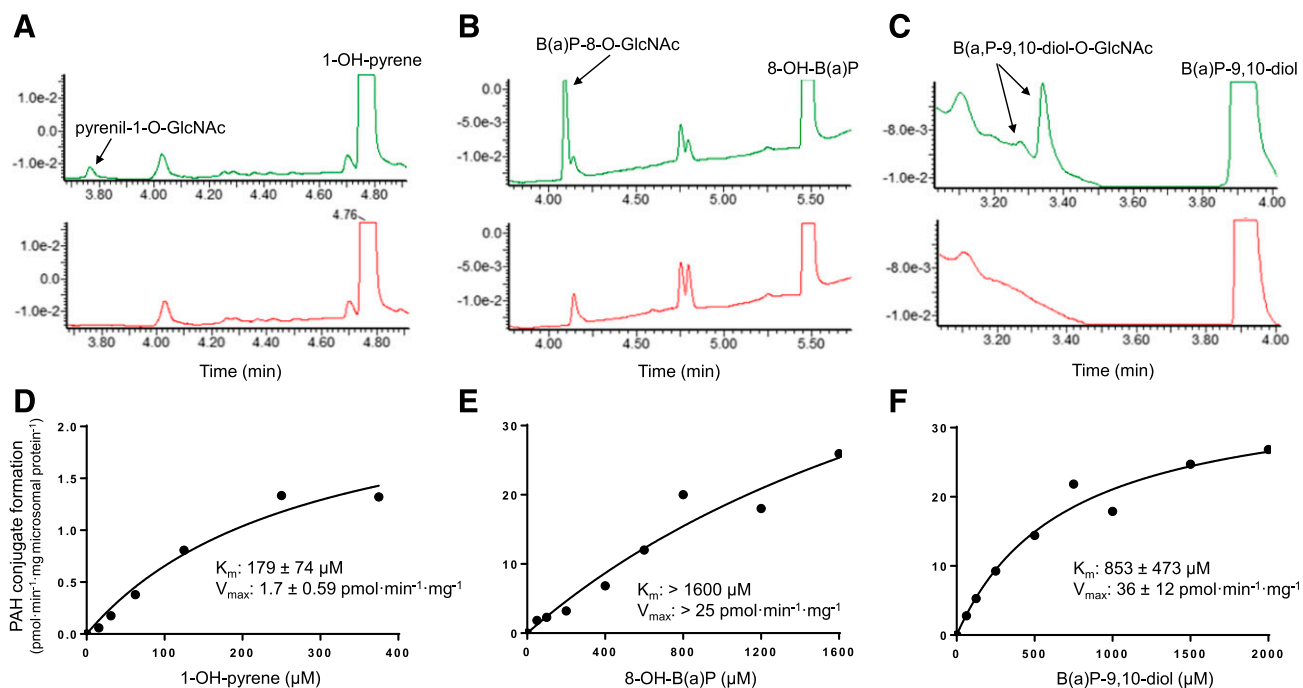 A
1-OH-pyrene
pyrenil-1-O-GlcNAc
1.0e-2
0.0
-1.0e-2
3.80 4.00 4.20 4.40 4.60 4.80
4.76
1.0e-2
0.0
-1.0e-2
3.80 4.00 4.20 4.40 4.60 4.80
Time (min)
B
B(a)P-8-O-GlcNAc
8-OH-B(a)P
0.0
-5.0e-3
-1.0e-2
4.00 4.50 5.00 5.50
0.0
-5.0e-3
-1.0e-2
4.00 4.50 5.00 5.50
Time (min)
C
B(a,P-9,10-diol-O-GlcNAc
B(a)P-9,10-diol
-8.0e-3
-1.0e-2
3.20 3.40 3.60 3.80 4.00
-8.0e-3
-1.0e-2
3.20 3.40 3.60 3.80 4.00
Time (min)
D
PAH conjugate formation
(pmol·min⁻¹·mg microsomal protein⁻¹)
2.0
1.5
1.0
0.5
0.0
Km: 179 ± 74 µM
Vmax: 1.7 ± 0.59 pmol·min⁻¹·mg⁻¹
0 100 200 300 400
1-OH-pyrene (µM)
E
30
20
10
0
Km: > 1600 µM
Vmax: > 25 pmol·min⁻¹·mg⁻¹
0 400 800 1200 1600
8-OH-B(a)P (µM)
F
30
20
10
0
Km: 853 ± 473 µM
Vmax: 36 ± 12 pmol·min⁻¹·mg⁻¹
0 500 1000 1500 2000
B(a)P-9,10-diol (µM)